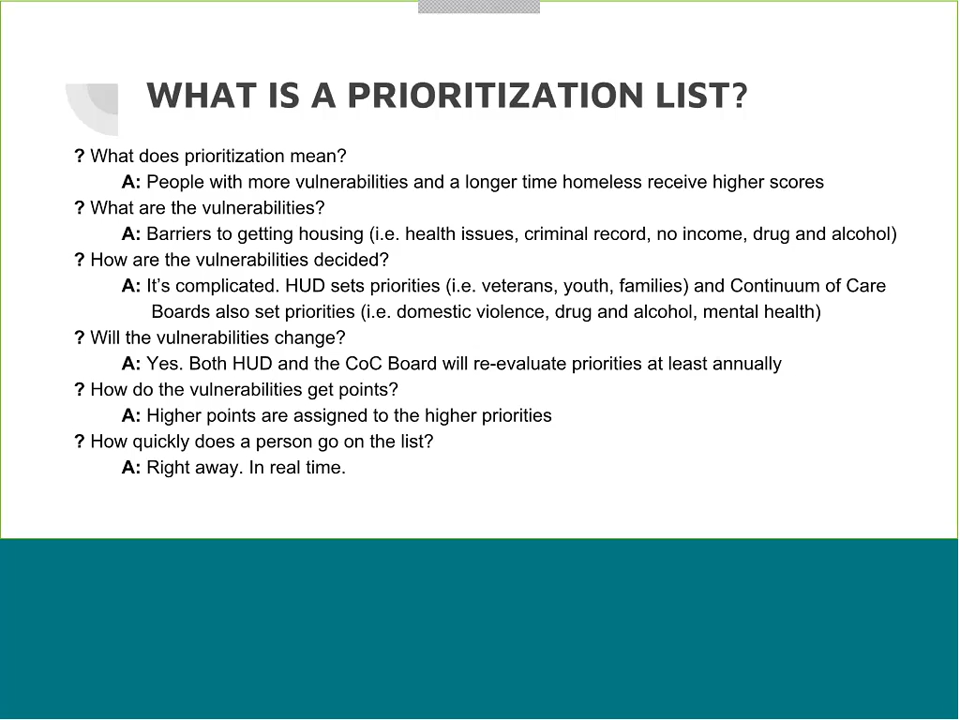 WHAT IS A PRIORITIZATION LIST?
? What does prioritization mean?
A: People with more vulnerabilities and a longer time homeless receive higher scores
? What are the vulnerabilities?
A: Barriers to getting housing (i.e. health issues, criminal record, no income, drug and alcohol)
? How are the vulnerabilities decided?
A: It’s complicated. HUD sets priorities (i.e. veterans, youth, families) and Continuum of Care
Boards also set priorities (i.e. domestic violence, drug and alcohol, mental health)
? Will the vulnerabilities change?
A: Yes. Both HUD and the CoC Board will re-evaluate priorities at least annually
? How do the vulnerabilities get points?
A: Higher points are assigned to the higher priorities
? How quickly does a person go on the list?
A: Right away. In real time.